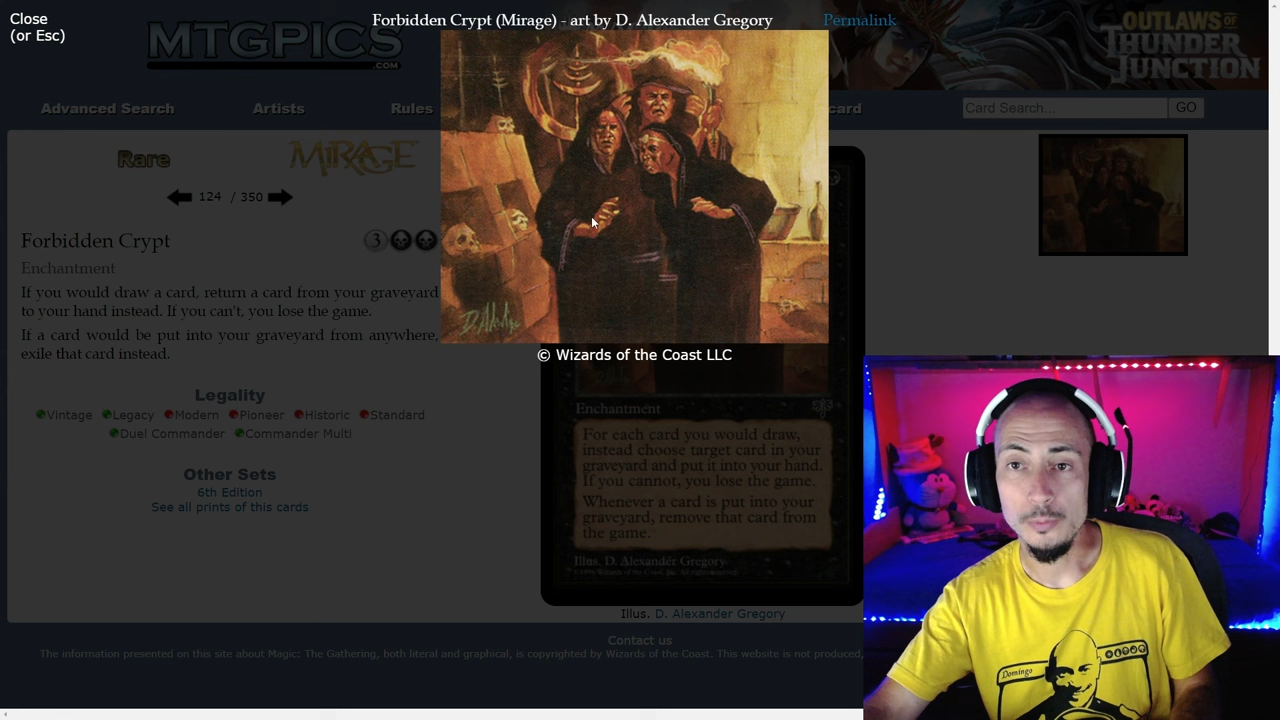 Close
(or Esc)
Forbidden Crypt (Mirage) - art by D. Alexander Gregory
Permalink
MTGPICS
.COM
OUTLAWS OF
THUNDER
JUNCTION
Advanced Search
Artists
Rules
card
Card Search...
GO
Rare
MIRAGE
124 / 350
Forbidden Crypt
3
Enchantment
If you would draw a card, return a card from your graveyard
to your hand instead. If you can't, you lose the game.
If a card would be put into your graveyard from anywhere,
exile that card instead.
Legality
Vintage Legacy Modern Pioneer Historic Standard
Duel Commander Commander Multi
Other Sets
6th Edition
See all prints of this cards
© Wizards of the Coast LLC
Enchantment
For each card you would draw,
instead choose target card in your
graveyard and put it into your hand.
If you cannot, you lose the game.
Whenever a card is put into your
graveyard, remove that card from
the game.
Illus. D. Alexander Gregory
Illus. D. Alexander Gregory
Contact us
The information presented on this site about Magic: The Gathering, both literal and graphical, is copyrighted by Wizards of the Coast. This website is not produced,
Domingo